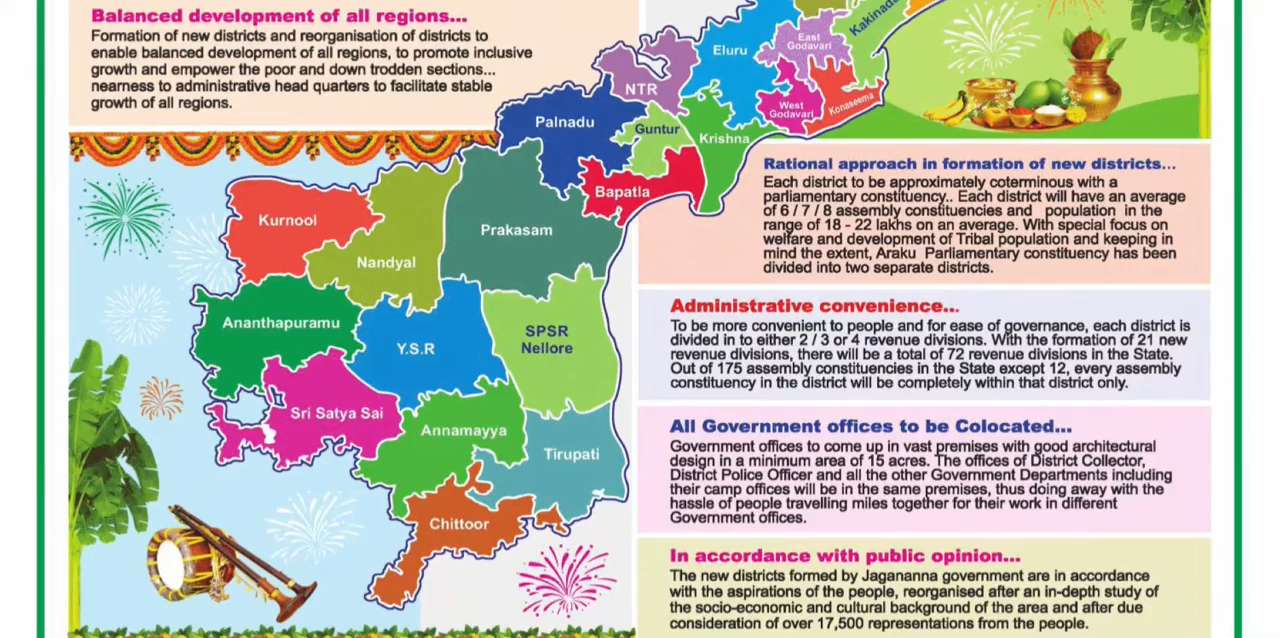 Balanced development of all regions...
Formation of new districts and reorganisation of districts to
enable balanced development of all regions, to promote inclusive
growth and empower the poor and down trodden sections...
nearness to administrative head quarters to facilitate stable
growth of all regions.
Kakinada
East
Godavari
Eluru
NTR
West
Godavari
Konaseema
Palnadu
Guntur
Krishna
Bapatla
Kurnool
Prakasam
Nandyal
Ananthapuramu
Y.S.R
SPSR
Nellore
Sri Satya Sai
Annamayya
Tirupati
Chittoor
Rational approach in formation of new districts...
Each district to be approximately coterminous with a
parliamentary constituency.. Each district will have an average
of 6 / 7 / 8 assembly constituencies and population in the
range of 18 - 22 lakhs on an average. With special focus on
welfare and development of Tribal population and keeping in
mind the extent, Araku Parliamentary constituency has been
divided into two separate districts.
Administrative convenience...
To be more convenient to people and for ease of governance, each district is
divided in to either 2 / 3 or 4 revenue divisions. With the formation of 21 new
revenue divisions, there will be a total of 72 revenue divisions in the State.
Out of 175 assembly constituencies in the State except 12, every assembly
constituency in the district will be completely within that district only.
All Government offices to be Colocated...
Government offices to come up in vast premises with good architectural
design in a minimum area of 15 acres. The offices of District Collector,
District Police Officer and all the other Government Departments including
their camp offices will be in the same premises, thus doing away with the
hassle of people travelling miles together for their work in different
Government offices.
In accordance with public opinion...
The new districts formed by Jagananna government are in accordance
with the aspirations of the people, reorganised after an in-depth study of
the socio-economic and cultural background of the area and after due
consideration of over 17,500 representations from the people.